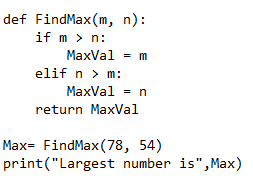 def FindMax(m, n):
    if m > n:
        MaxVal = m
    elif n > m:
        MaxVal = n
    return MaxVal

Max= FindMax(78, 54)
print("Largest number is",Max)